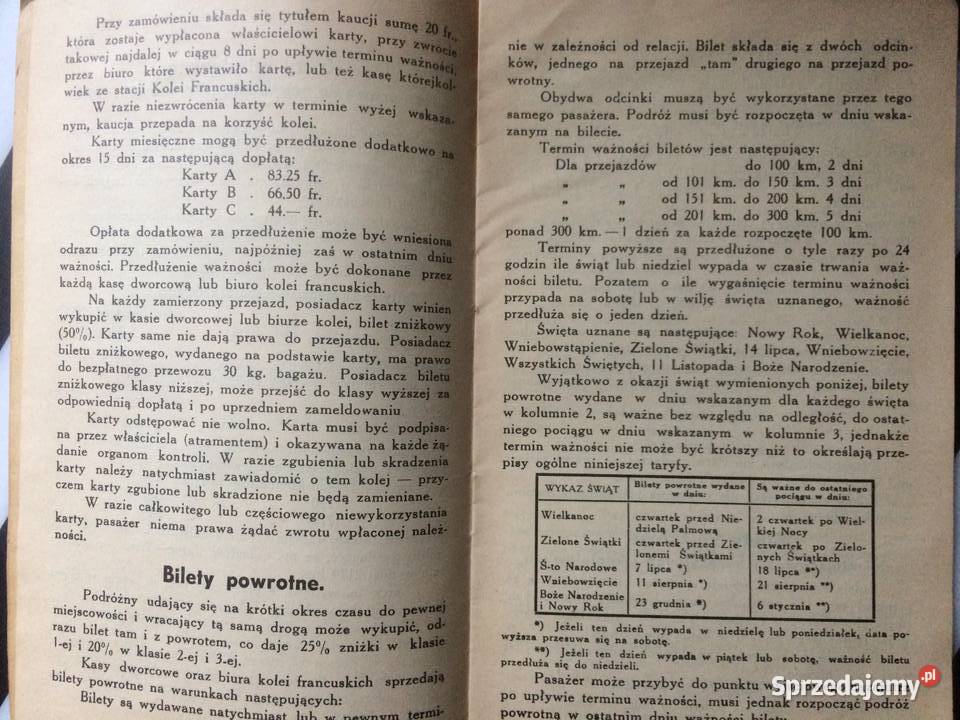 Przy zamówieniu składa się tytułem kaucji sumę 20 fr.,
która zostaje wypłacona właścicielowi karty, przy zwrocie
takowej najdalej w ciągu 8 dni po upływie terminu ważności,
przez biuro które wystawiło kartę, lub też kasę którejkol-
wiek ze stacji Kolei Francuskich.
W razie niezwrócenia karty w terminie wyżej wskaza-
nym, kaucja przepada na korzyść kolei.
Karty miesięczne mogą być przedłużone dodatkowo na
okres 15 dni za następującą dopłatą:
Karty A . 83.25 fr.
Karty B . 66,50 fr.
Karty C . 44.— fr.
Opłata dodatkowa za przedłużenie może być wniesiona
odrazu przy zamówieniu, najpóźniej zaś w ostatnim dniu
ważności. Przedłużenie ważności może być dokonane przez
każdą kasę dworcową lub biuro kolei francuskich.
Na każdy zamierzony przejazd, posiadacz karty winien
wykupić w kasie dworcowej lub biurze kolei, bilet zniżkowy
(50%). Karty same nie dają prawa do przejazdu. Posiadacz
biletu zniżkowego, wydanego na podstawie karty, ma prawo
do bezpłatnego przewozu 30 kg. bagażu. Posiadacz biletu
zniżkowego klasy niższej, może przejść do klasy wyższej za
odpowiednią dopłatą i po uprzedniem zameldowaniu
Karty odstępować nie wolno. Karta musi być podpisa-
na przez właściciela (atramentem) i okazywana na każde żą-
danie organom kontroli. W razie zgubienia lub skradzenia
karty należy natychmiast zawiadomić o tem kolej — przy-
czem karty zgubione lub skradzione nie będą zamieniane.
W razie całkowitego lub częściowego niewykorzystania
karty, pasażer niema prawa żądać zwrotu wpłaconej należ-
ności.
Bilety powrotne.
Podróżny udający się na krótki okres czasu do pewnej
miejscowości i wracający tą samą drogą może wykupić, od-
razu bilet tam i z powrotem, co daje 25% zniżki w klasie
1-ej i 20% w klasie 2-ej i 3-ej.
Kasy dworcowe oraz biura kolei francuskich sprzedają
bilety powrotne na warunkach następujących:
Bilety są wydawane natychmiast lub w pewnym termi-
nie w zależności od relacji. Bilet składa się z dwóch odcin-
ków, jednego na przejazd „tam” drugiego na przejazd po-
wrotny.
Obydwa odcinki muszą być wykorzystane przez tego
samego pasażera. Podróż musi być rozpoczęta w dniu wska-
zanym na bilecie.
Termin ważności biletów jest następujący:
Dla przejazdów do 100 km, 2 dni
„ „ od 101 km. do 150 km. 3 dni
„ „ od 151 km. do 200 km. 4 dni
„ „ od 201 km. do 300 km. 5 dni
ponad 300 km. — 1 dzień za każde rozpoczęte 100 km.
Terminy powyższe są przedłużone o tyle razy po 24
godzin ile świąt lub niedziel wypada w czasie trwania waż-
ności biletu. Pozatem o ile wygaśnięcie terminu ważności
przypada na sobotę lub w wilję święta uznanego, ważność
przedłuża się o jeden dzień.
Święta uznane są następujące: Nowy Rok, Wielkanoc,
Wniebowstąpienie, Zielone Świątki, 14 lipca, Wniebowzięcie,
Wszystkich Świętych, 11 Listopada i Boże Narodzenie.
Wyjątkowo z okazji świąt wymienionych poniżej, bilety
powrotne wydane w dniu wskazanym dla każdego święta
w kolumnie 2, są ważne bez względu na odległość, do ostat-
niego pociągu w dniu wskazanym w kolumnie 3, jednakże
termin ważności nie może być krótszy niż to określają prze-
pisy ogólne niniejszej taryfy.
WYKAZ ŚWIĄT Bilety powrotne wydane w dniu: Są ważne do ostatniego pociągu w dniu:
Wielkanoc czwartek przed Nie-dzielą Palmową 2 czwartek po Wiel-kiej Nocy
Zielone Świątki czwartek przed Zie-lonemi Świątkami czwartek po Zielo-nych Świątkach
Ś-to Narodowe 7 lipca *) 18 lipca **)
Wniebowzięcie 11 sierpnia *) 21 sierpnia **)
Boże Narodzenie i Nowy Rok 23 grudnia *) 6 stycznia **)
*) Jeżeli ten dzień wypada w niedzielę lub poniedziałek, data po-
wyższa przesuwa się na sobotę.
**) Jeżeli ten dzień wypada w piątek lub sobotę, ważność biletu
przedłuża się do niedzieli.
Pasażer może przybyć do punktu
po upływie terminu ważności, musi jednak rozpocząć podróż
powrotną w ostatnim dniu ważności biletu
Sprzedajemy.pl